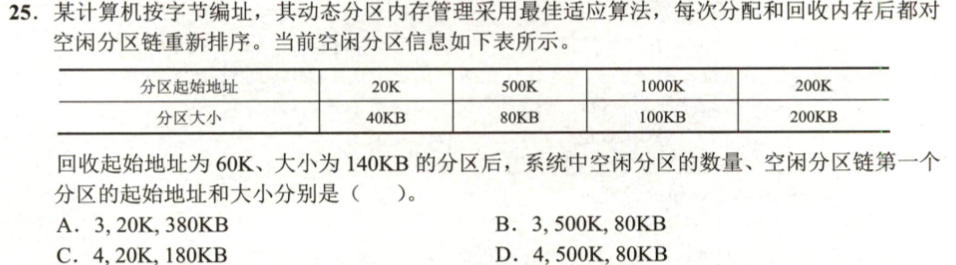 25．某计算机按字节编址，其动态分区内存管理采用最佳适应算法，每次分配和回收内存后都对
空闲分区链重新排序。当前空闲分区信息如下表所示。
分区起始地址 20K 500K 1000K 200K
分区大小 40KB 80KB 100KB 200KB
回收起始地址为 60K、大小为 140KB 的分区后，系统中空闲分区的数量、空闲分区链第一个
分区的起始地址和大小分别是（ ）。
A．3, 20K, 380KB B．3, 500K, 80KB
C．4, 20K, 180KB D．4, 500K, 80KB